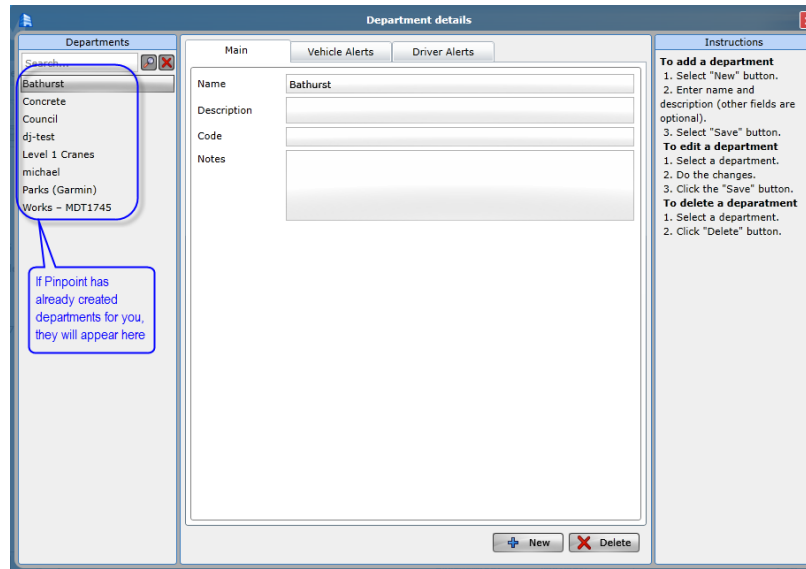 Department details
Departments
Search...
Bathurst
Concrete
Council
dj-test
Level 1 Cranes
michael
Parks (Garmin)
Works – MDT1745
If Pinpoint has
already created
departments for you,
they will appear here
Main
Vehicle Alerts
Driver Alerts
Name
Bathurst
Description
Code
Notes
New
Delete
Instructions
To add a department
1. Select "New" button.
2. Enter name and
description (other fields are
optional).
3. Select "Save" button.
To edit a department
1. Select a department.
2. Do the changes.
3. Click the "Save" button.
To delete a deparatment
1. Select a department.
2. Click "Delete" button.